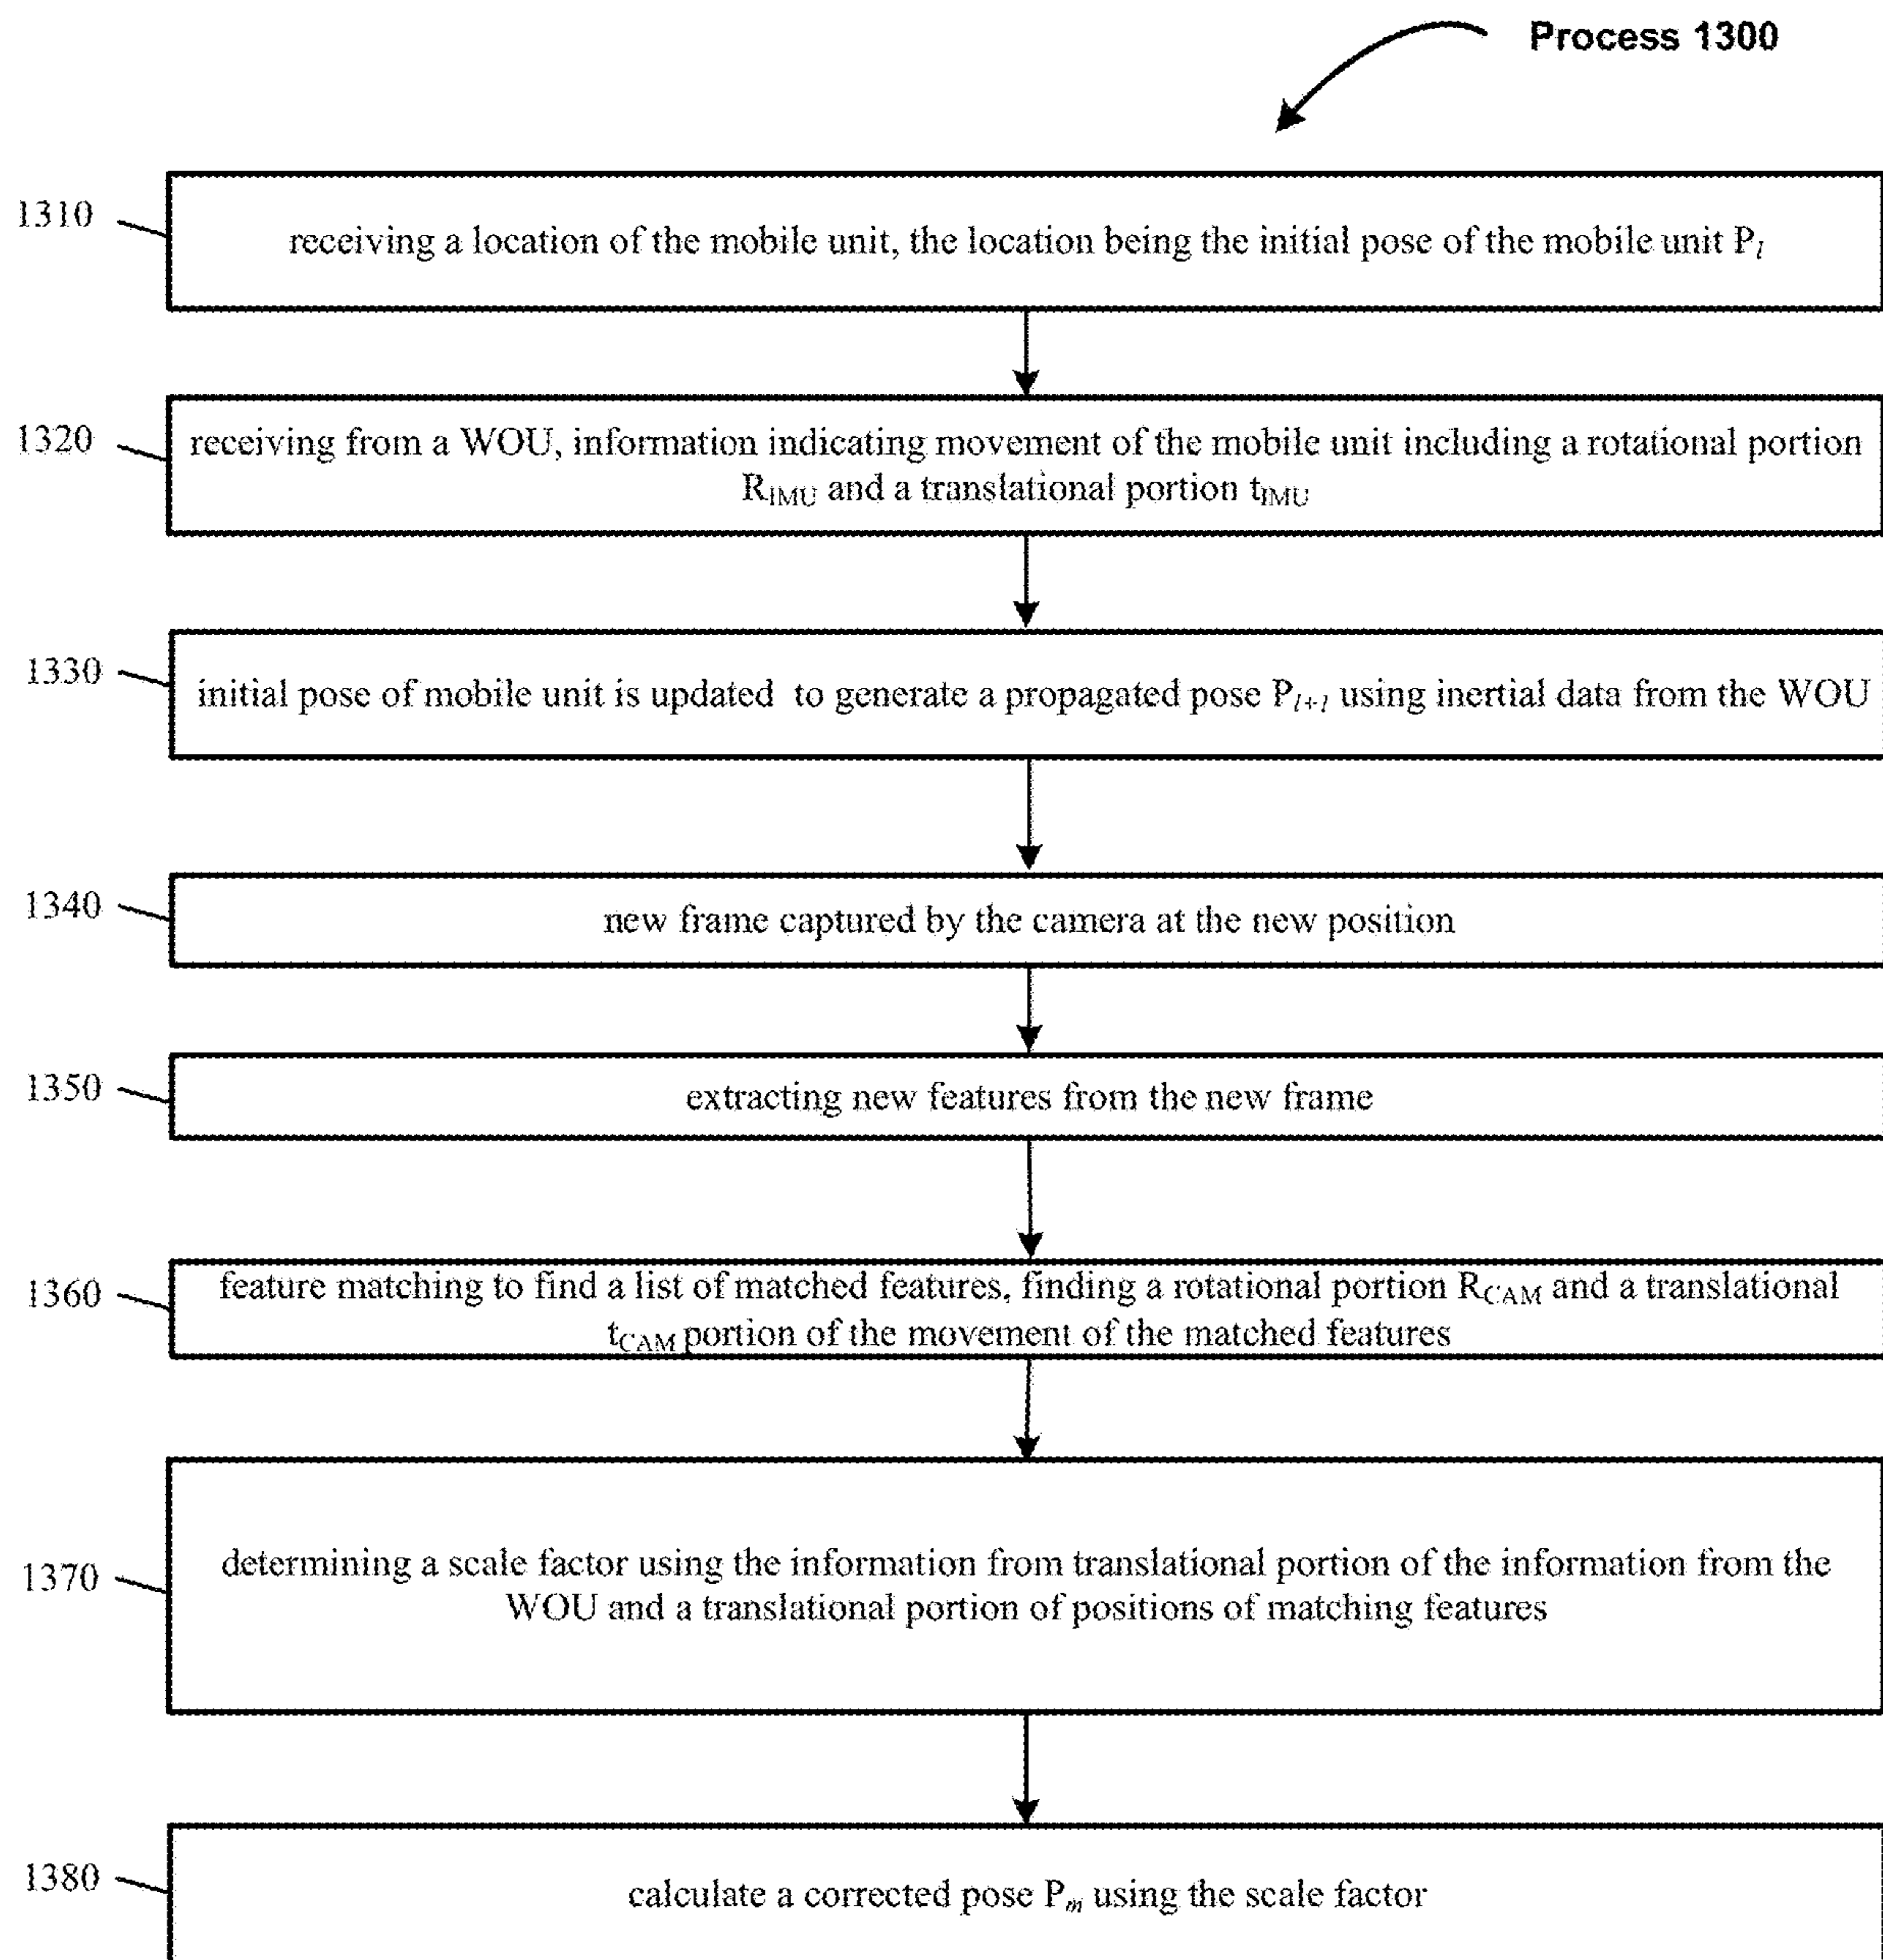 Process 1300
1310
receiving a location of the mobile unit, the location being the initial pose of the mobile unit Pl
1320
receiving from a WOU, information indicating movement of the mobile unit including a rotational portion
RIMU and a translational portion tIMU
1330
initial pose of mobile unit is updated to generate a propagated pose Pl+1 using inertial data from the WOU
1340
new frame captured by the camera at the new position
1350
extracting new features from the new frame
1360
feature matching to find a list of matched features, finding a rotational portion RCAM and a translational
tCAM portion of the movement of the matched features
1370
determining a scale factor using the information from translational portion of the information from the
WOU and a translational portion of positions of matching features
1380
calculate a corrected pose Pm using the scale factor